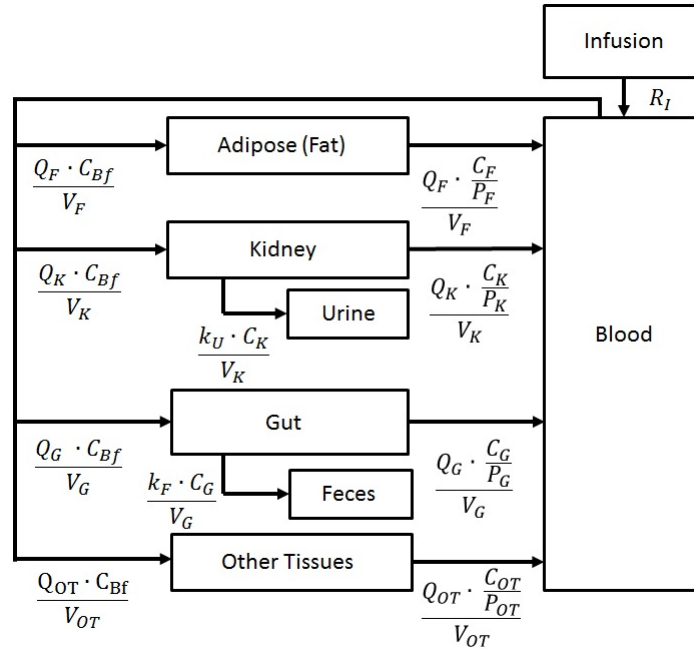 Infusion
R_I
Adipose (Fat)
Q_F · C_Bf / V_F
Q_F · C_F/P_F / V_F
Kidney
Q_K · C_Bf / V_K
Q_K · C_K/P_K / V_K
Urine
k_U · C_K / V_K
Blood
Gut
Q_G · C_Bf / V_G
Q_G · C_G/P_G / V_G
Feces
k_F · C_G / V_G
Other Tissues
Q_OT · C_Bf / V_OT
Q_OT · C_OT/P_OT / V_OT